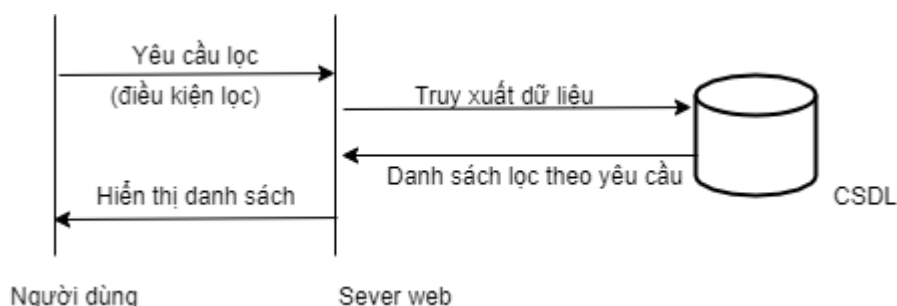 Yêu cầu lọc
(điều kiện lọc)
Truy xuất dữ liệu
Danh sách lọc theo yêu cầu
Hiển thị danh sách
CSDL
Người dùng
Sever web